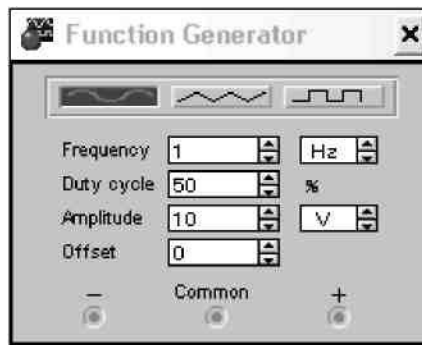 Function Generator
Frequency 1 Hz
Duty cycle 50 %
Amplitude 10 V
Offset 0
− Common +